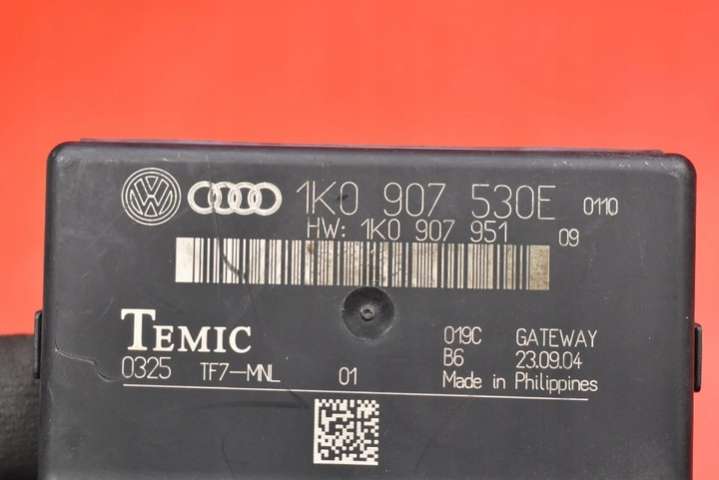 1K0 907 530E 0110
HW: 1K0 907 951 09
TEMIC
019C GATEWAY
B6 23.09.04
0325 TF7-MNL 01
Made in Philippines